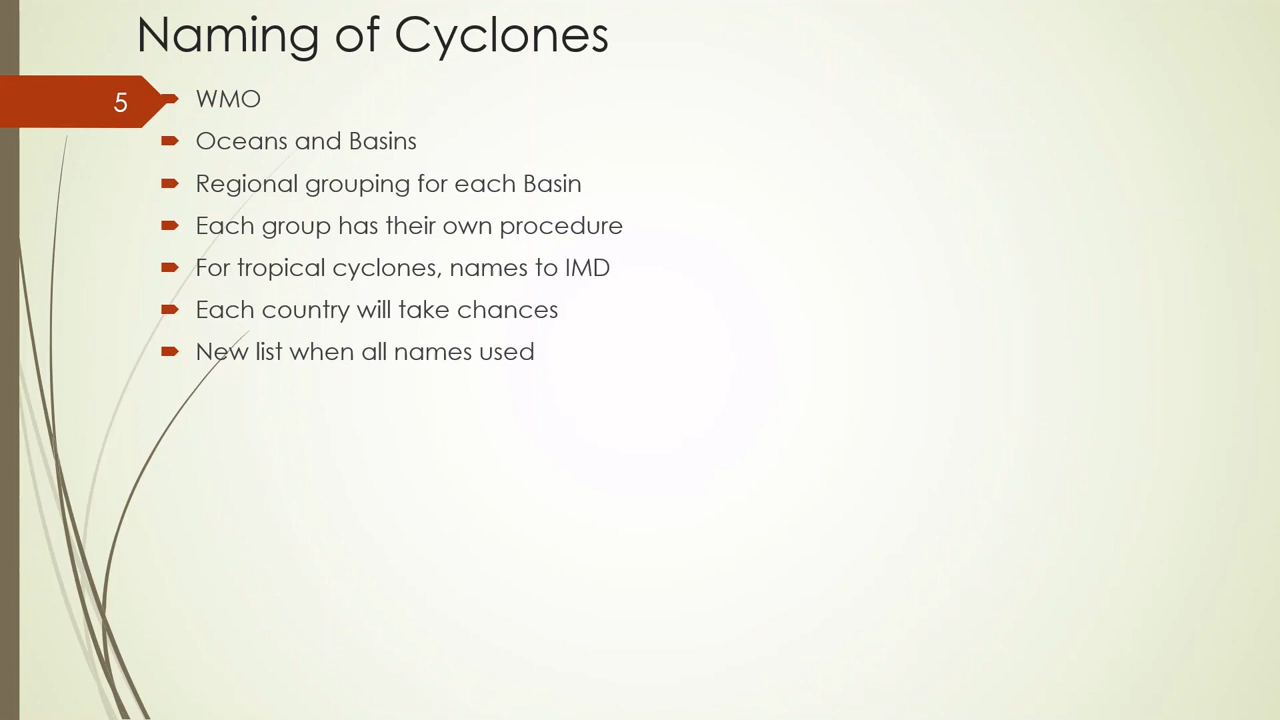 Naming of Cyclones
5
WMO
Oceans and Basins
Regional grouping for each Basin
Each group has their own procedure
For tropical cyclones, names to IMD
Each country will take chances
New list when all names used